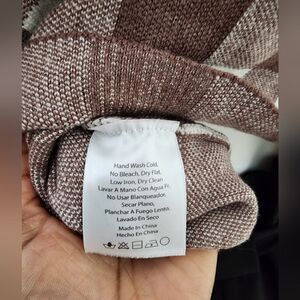 Hand Wash Cold,
No Bleach, Dry Flat,
Low Iron, Dry Clean
Lavar A Mano Con Agua Fr,
No Usar Blanqueador,
Secar Plano,
Planchar A Fuego Lento,
Lavado En Seco
Made In China
Hecho En China